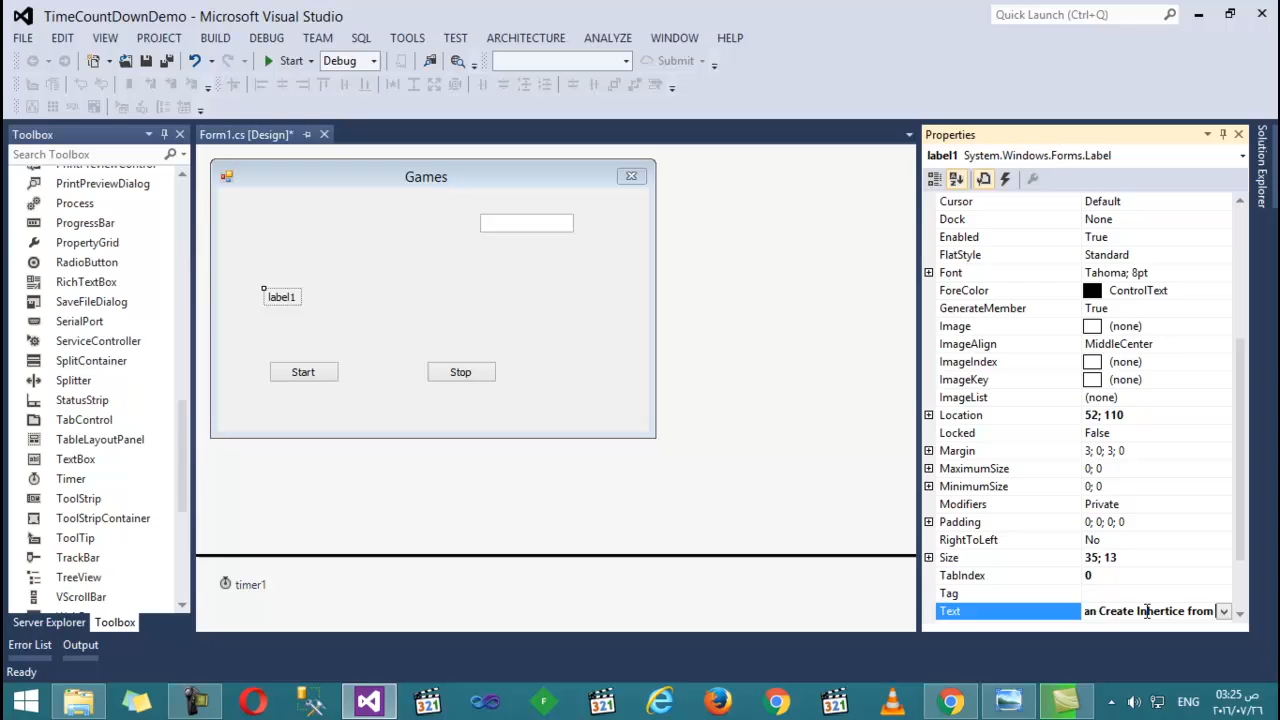 TimeCountDownDemo - Microsoft Visual Studio
Quick Launch (Ctrl+Q)
FILE EDIT VIEW PROJECT BUILD DEBUG TEAM SQL TOOLS TEST ARCHITECTURE ANALYZE WINDOW HELP
Start Debug Submit
Toolbox
Form1.cs [Design]*
Properties
Search Toolbox
label1 System.Windows.Forms.Label
PrintPreviewDialog
Process
ProgressBar
PropertyGrid
RadioButton
RichTextBox
SaveFileDialog
SerialPort
ServiceController
SplitContainer
Splitter
StatusStrip
TabControl
TableLayoutPanel
TextBox
Timer
ToolStrip
ToolStripContainer
ToolTip
TrackBar
TreeView
VScrollBar
Server Explorer Toolbox
Games
label1
Start Stop
timer1
Cursor Default
Dock None
Enabled True
FlatStyle Standard
Font Tahoma; 8pt
ForeColor ControlText
GenerateMember True
Image (none)
ImageAlign MiddleCenter
ImageIndex (none)
ImageKey (none)
ImageList (none)
Location 52; 110
Locked False
Margin 3; 0; 3; 0
MaximumSize 0; 0
MinimumSize 0; 0
Modifiers Private
Padding 0; 0; 0; 0
RightToLeft No
Size 35; 13
TabIndex 0
Tag
Text an Create Inhertice from
Solution Explorer
Error List Output
Ready
321 321 321
ENG
03:25 ص
٢٠١٦/٠٧/٢٦